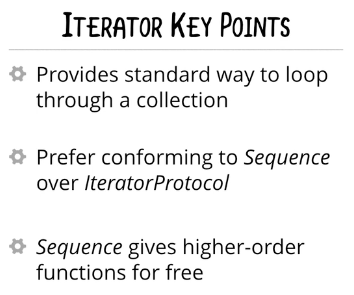 Iterator Key Points
Provides standard way to loop
through a collection
Prefer conforming to Sequence
over IteratorProtocol
Sequence gives higher-order
functions for free